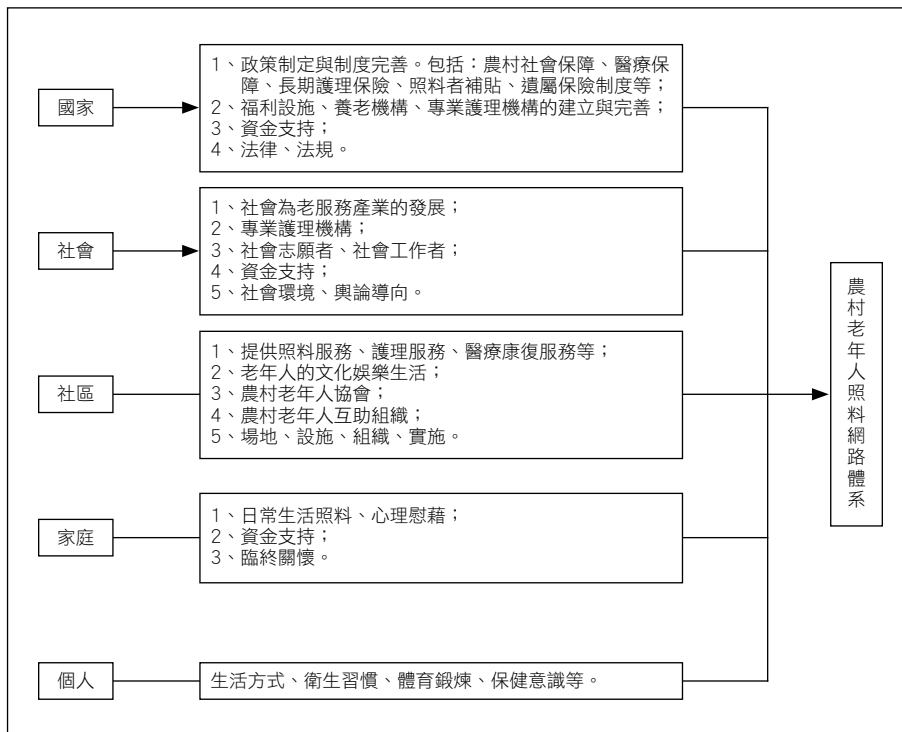 國家
1、政策制定與制度完善。包括：農村社會保障、醫療保
障、長期護理保險、照料者補貼、遺屬保險制度等；
2、福利設施、養老機構、專業護理機構的建立與完善；
3、資金支持；
4、法律、法規。
社會
1、社會為老服務產業的發展；
2、專業護理機構；
3、社會志願者、社會工作者；
4、資金支持；
5、社會環境、輿論導向。
社區
1、提供照料服務、護理服務、醫療康復服務等；
2、老年人的文化娛樂生活；
3、農村老年人協會；
4、農村老年人互助組織；
5、場地、設施、組織、實施。
家庭
1、日常生活照料、心理慰藉；
2、資金支持；
3、臨終關懷。
個人
生活方式、衛生習慣、體育鍛煉、保健意識等。
農村老年人照料網路體系